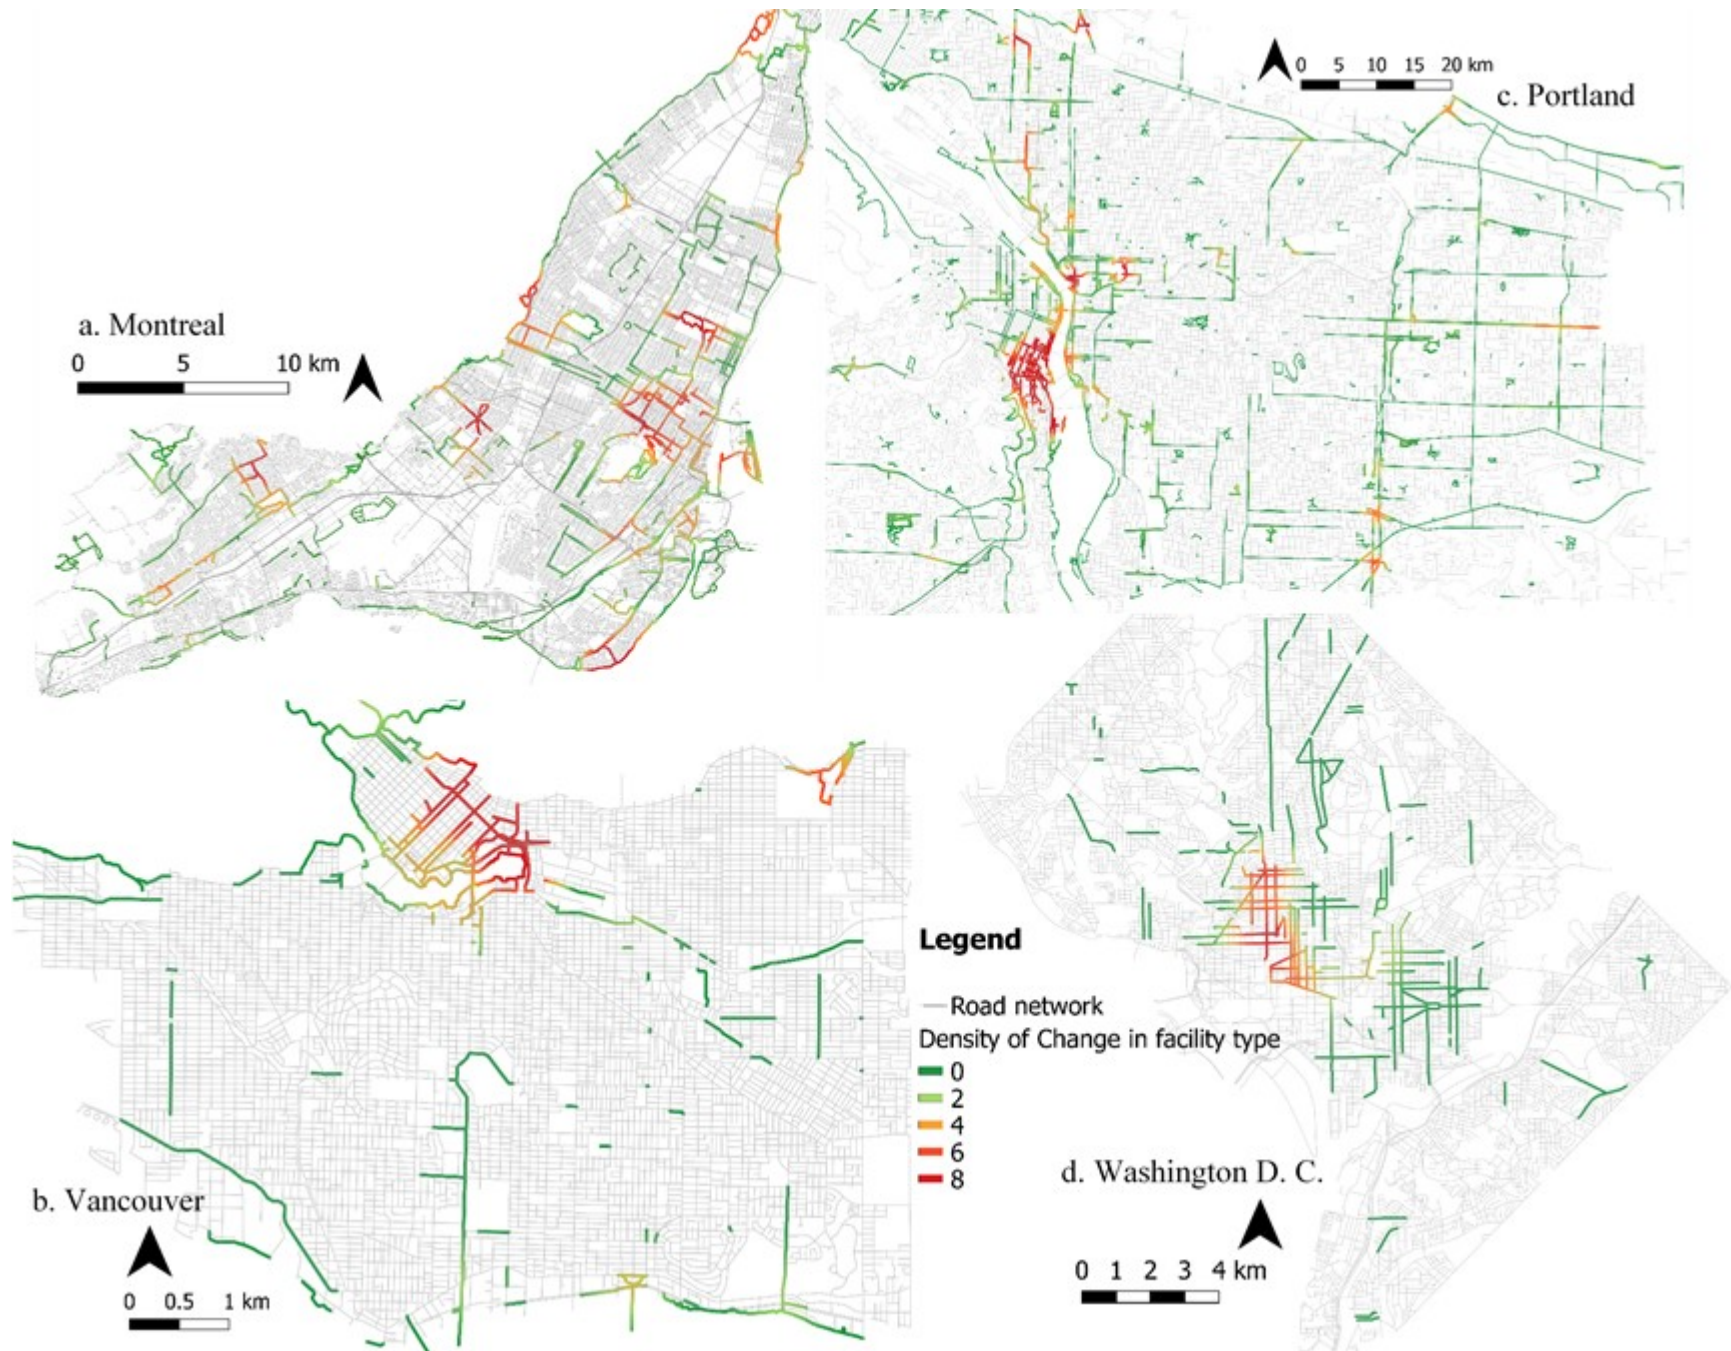 0 5 10 15 20 km
c. Portland
a. Montreal
0 5 10 km
Legend
Road network
Density of Change in facility type
0
2
4
6
8
b. Vancouver
0 0.5 1 km
d. Washington D. C.
0 1 2 3 4 km